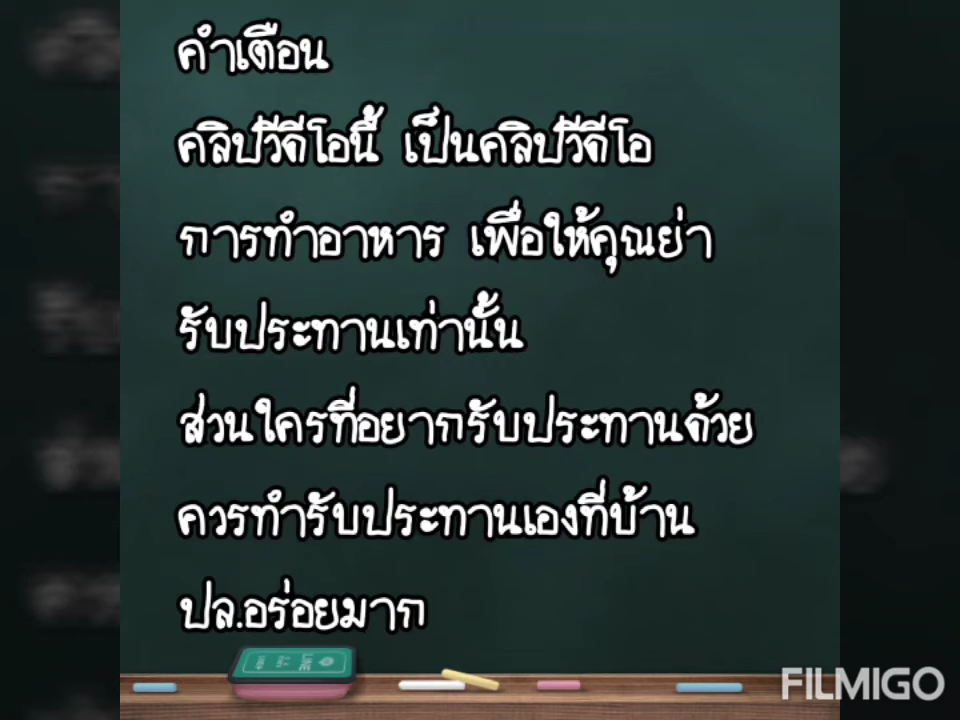 คำเตือน
คลิปวีดีโอนี้ เป็นคลิปวีดีโอ
การทำอาหาร เพื่อให้คุณย่า
รับประทานเท่านั้น
ส่วนใครที่อยากรับประทานด้วย
ควรทำรับประทานเองที่บ้าน
ปล.อร่อยมาก
FILMIGO